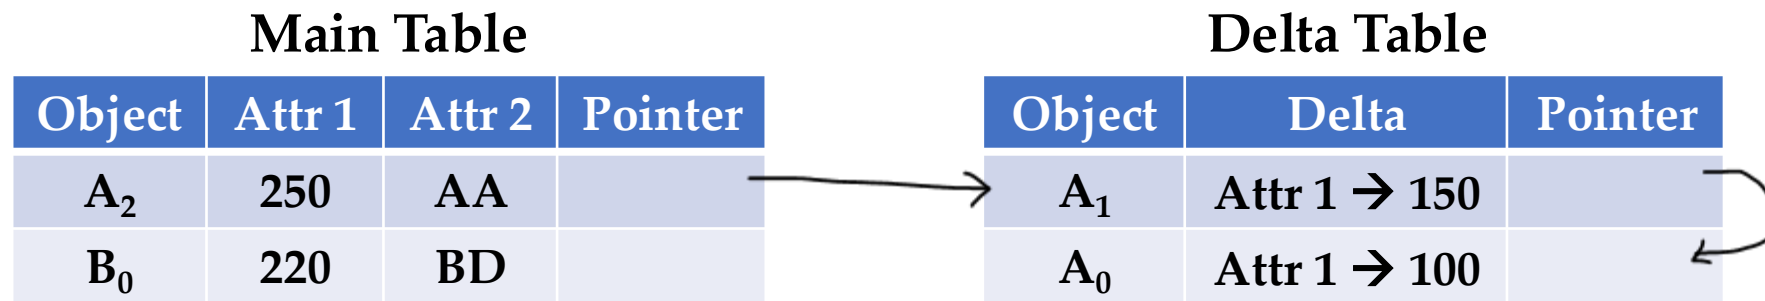 Main Table Delta Table
Object Attr 1 Attr 2 Pointer Object Delta Pointer
A₂ 250 AA A₁ Attr 1 → 150
B₀ 220 BD A₀ Attr 1 → 100